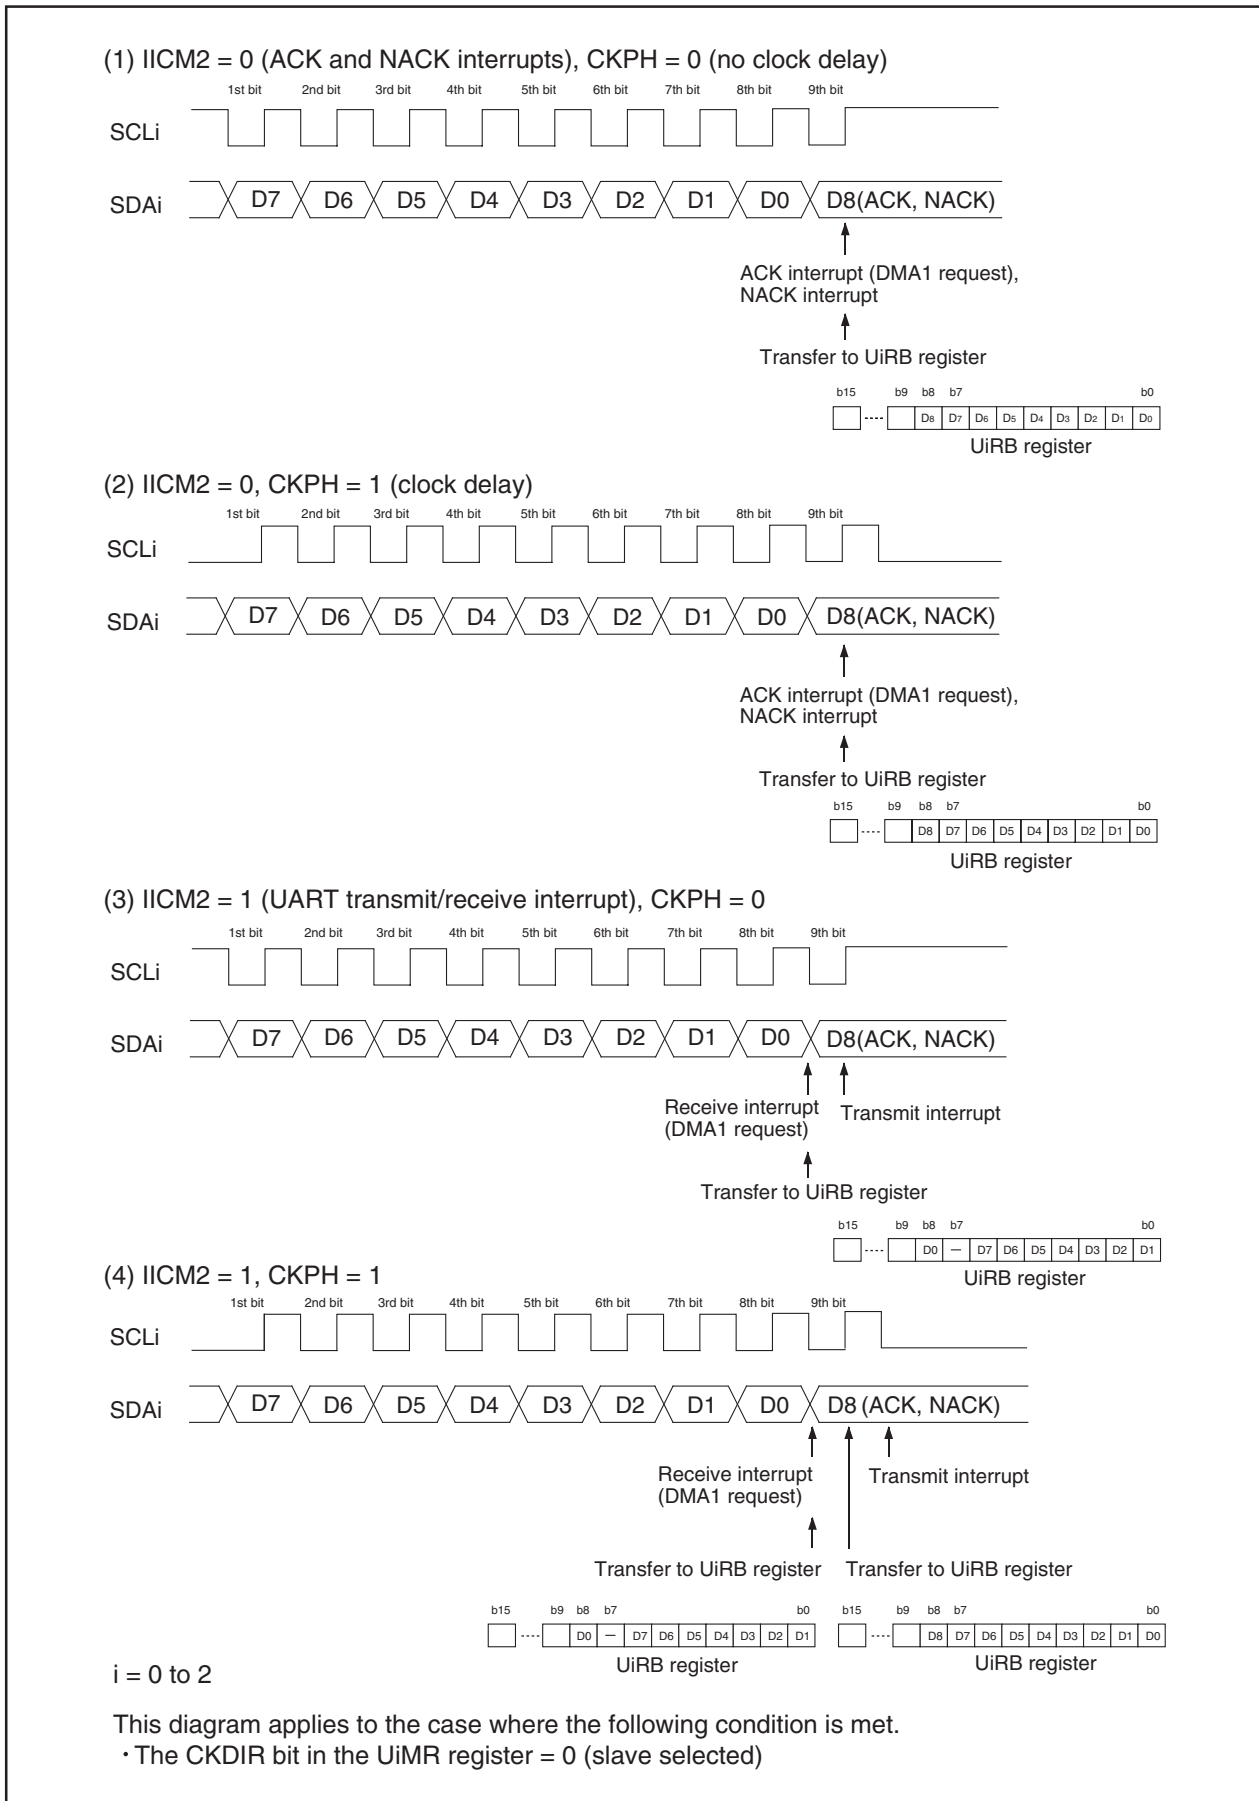 (1) IICM2 = 0 (ACK and NACK interrupts), CKPH = 0 (no clock delay)
1st bit 2nd bit 3rd bit 4th bit 5th bit 6th bit 7th bit 8th bit 9th bit
SCLi
SDAi D7 D6 D5 D4 D3 D2 D1 D0 D8(ACK, NACK)
ACK interrupt (DMA1 request),
NACK interrupt
Transfer to UiRB register
b15 b9 b8 b7 b0
D8 D7 D6 D5 D4 D3 D2 D1 D0
UiRB register
(2) IICM2 = 0, CKPH = 1 (clock delay)
1st bit 2nd bit 3rd bit 4th bit 5th bit 6th bit 7th bit 8th bit 9th bit
SCLi
SDAi D7 D6 D5 D4 D3 D2 D1 D0 D8(ACK, NACK)
ACK interrupt (DMA1 request),
NACK interrupt
Transfer to UiRB register
b15 b9 b8 b7 b0
D8 D7 D6 D5 D4 D3 D2 D1 D0
UiRB register
(3) IICM2 = 1 (UART transmit/receive interrupt), CKPH = 0
1st bit 2nd bit 3rd bit 4th bit 5th bit 6th bit 7th bit 8th bit 9th bit
SCLi
SDAi D7 D6 D5 D4 D3 D2 D1 D0 D8(ACK, NACK)
Receive interrupt Transmit interrupt
(DMA1 request)
Transfer to UiRB register
b15 b9 b8 b7 b0
D0 — D7 D6 D5 D4 D3 D2 D1
UiRB register
(4) IICM2 = 1, CKPH = 1
1st bit 2nd bit 3rd bit 4th bit 5th bit 6th bit 7th bit 8th bit 9th bit
SCLi
SDAi D7 D6 D5 D4 D3 D2 D1 D0 D8 (ACK, NACK)
Receive interrupt Transmit interrupt
(DMA1 request)
Transfer to UiRB register Transfer to UiRB register
b15 b9 b8 b7 b0 b15 b9 b8 b7 b0
D0 — D7 D6 D5 D4 D3 D2 D1 D8 D7 D6 D5 D4 D3 D2 D1 D0
UiRB register UiRB register
i = 0 to 2
This diagram applies to the case where the following condition is met.
· The CKDIR bit in the UiMR register = 0 (slave selected)